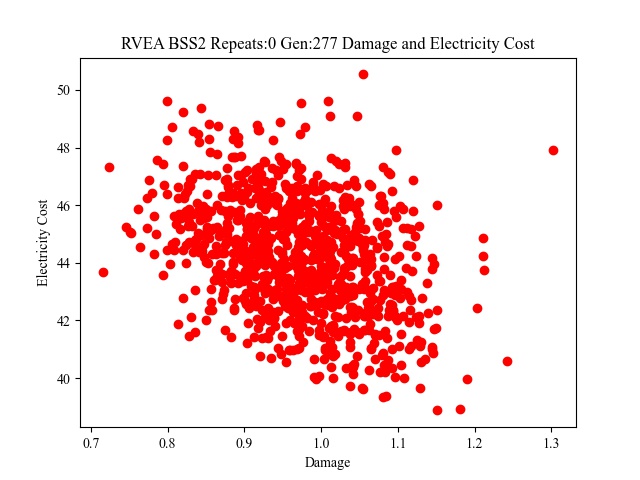 RVEA BSS2 Repeats:0 Gen:277 Damage and Electricity Cost
50
48
46
44
42
40
Electricity Cost
0.7 0.8 0.9 1.0 1.1 1.2 1.3
Damage